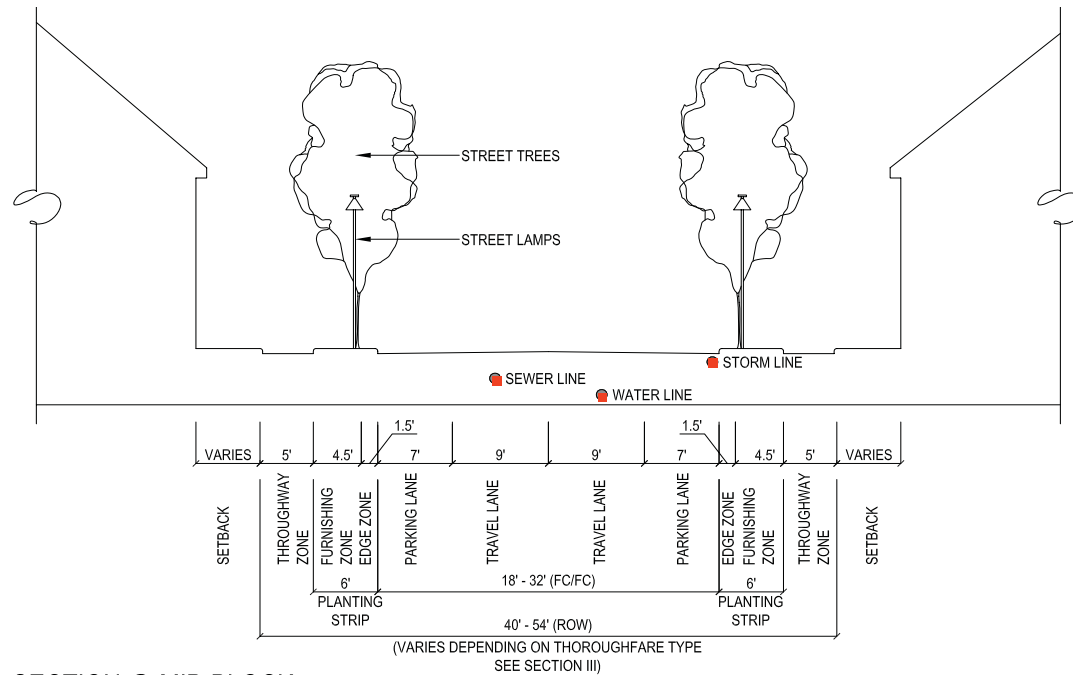 STREET TREES
STREET LAMPS
STORM LINE
SEWER LINE
WATER LINE
1.5'
1.5'
VARIES
5'
4.5'
7'
9'
9'
7'
4.5'
5'
VARIES
SETBACK
THROUGHWAY
ZONE
FURNISHING
ZONE
EDGE ZONE
PARKING LANE
TRAVEL LANE
TRAVEL LANE
PARKING LANE
EDGE ZONE
FURNISHING
ZONE
THROUGHWAY
ZONE
SETBACK
6'
18' - 32' (FC/FC)
6'
PLANTING
STRIP
PLANTING
STRIP
40' - 54' (ROW)
(VARIES DEPENDING ON THOROUGHFARE TYPE
SEE SECTION III)